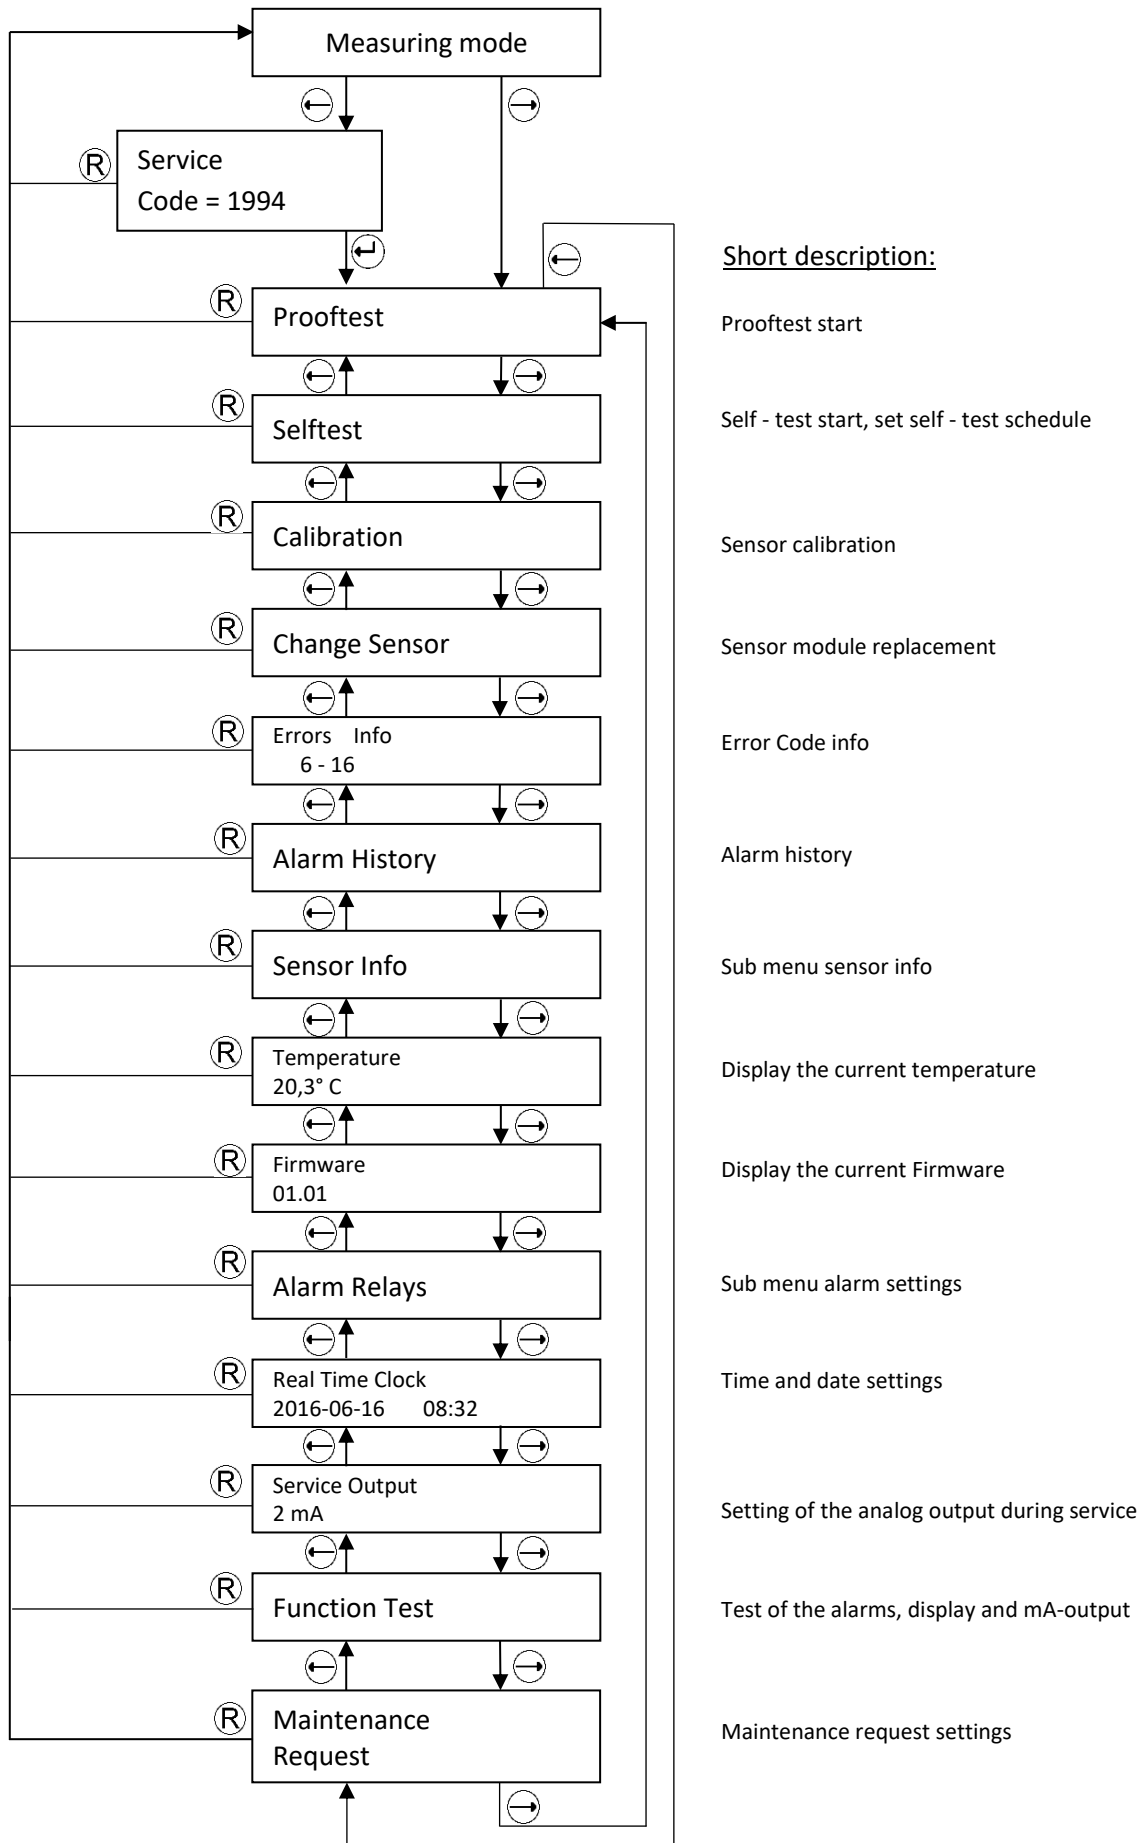 Measuring mode
R
Service
Code = 1994
Short description:
R
Prooftest
Prooftest start
R
Selftest
Self - test start, set self - test schedule
R
Calibration
Sensor calibration
R
Change Sensor
Sensor module replacement
R
Errors Info
6 - 16
Error Code info
R
Alarm History
Alarm history
R
Sensor Info
Sub menu sensor info
R
Temperature
20,3° C
Display the current temperature
R
Firmware
01.01
Display the current Firmware
R
Alarm Relays
Sub menu alarm settings
R
Real Time Clock
2016-06-16 08:32
Time and date settings
R
Service Output
2 mA
Setting of the analog output during service
R
Function Test
Test of the alarms, display and mA-output
R
Maintenance
Request
Maintenance request settings